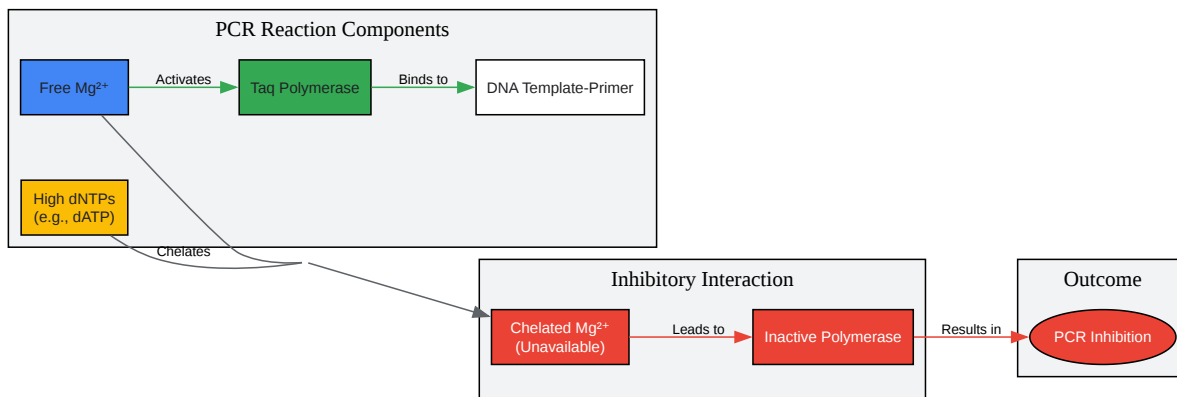 PCR Reaction Components
Free Mg²⁺
Activates
Taq Polymerase
Binds to
DNA Template-Primer
High dNTPs
(e.g., dATP)
Chelates
Inhibitory Interaction
Chelated Mg²⁺
(Unavailable)
Leads to
Inactive Polymerase
Results in
Outcome
PCR Inhibition